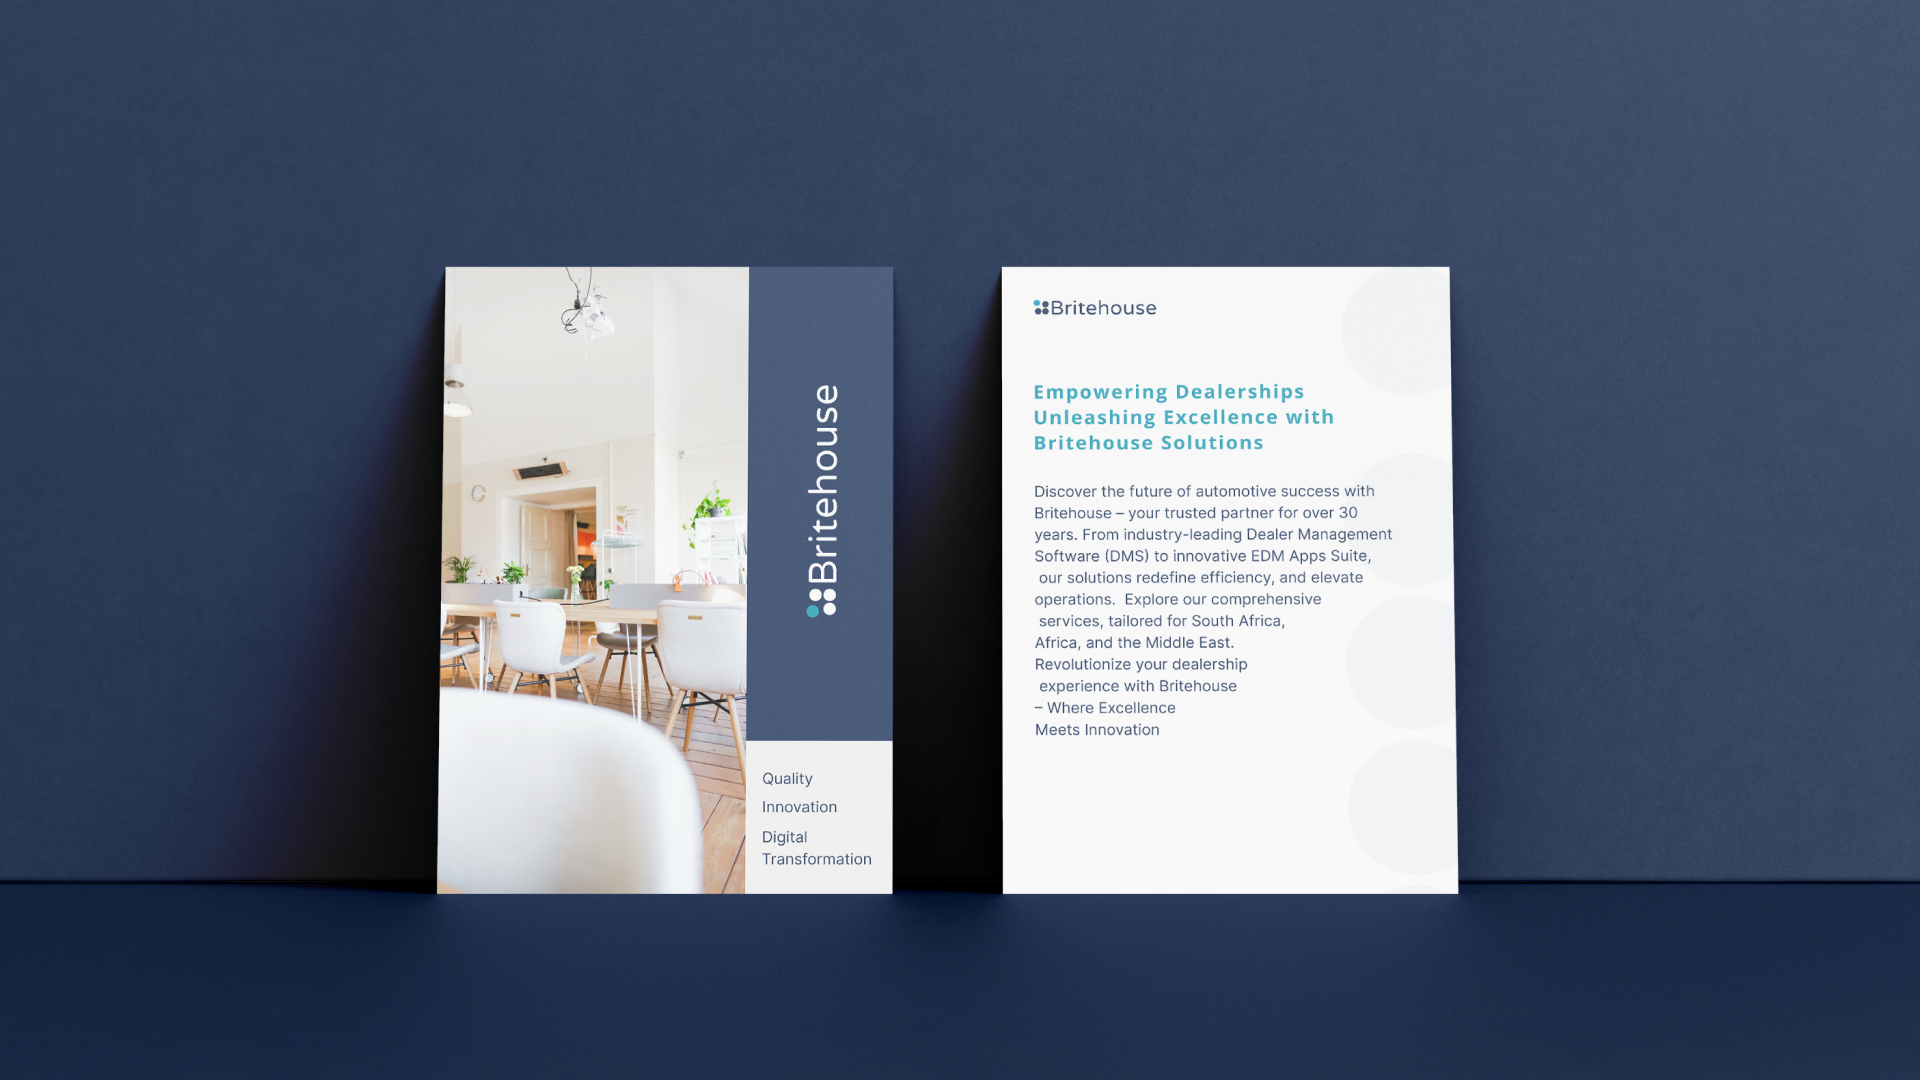 Britehouse
Quality
Innovation
Digital
Transformation
Britehouse
Empowering Dealerships
Unleashing Excellence with
Britehouse Solutions
Discover the future of automotive success with
Britehouse – your trusted partner for over 30
years. From industry-leading Dealer Management
Software (DMS) to innovative EDM Apps Suite,
our solutions redefine efficiency, and elevate
operations.  Explore our comprehensive
services, tailored for South Africa,
Africa, and the Middle East.
Revolutionize your dealership
experience with Britehouse
– Where Excellence
Meets Innovation